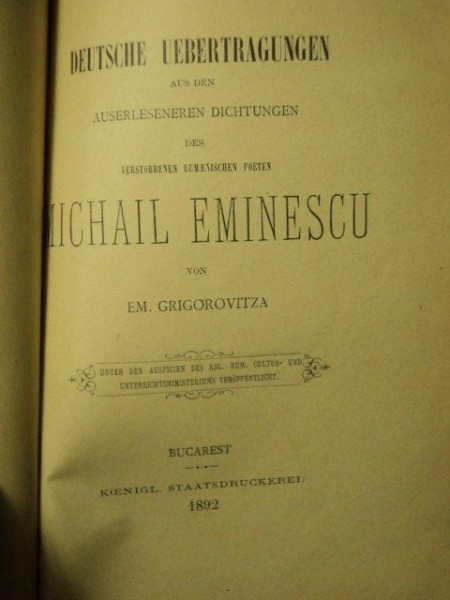 DEUTSCHE UEBERTRAGUNGEN
AUS DEN
AUSERLESENEREN DICHTUNGEN
DES
VERSTORBENEN RUMÆNISCHEN POETEN
MICHAIL EMINESCU
VON
EM. GRIGOROVITZA
UNTER DEN AUSPICIEN DES KGL. RUM. CULTUS- UND
UNTERRICHTSMINISTERIUMS VERÖFFENTLICHT.
BUCAREST
KŒNIGL. STAATSDRUCKEREI.
1892